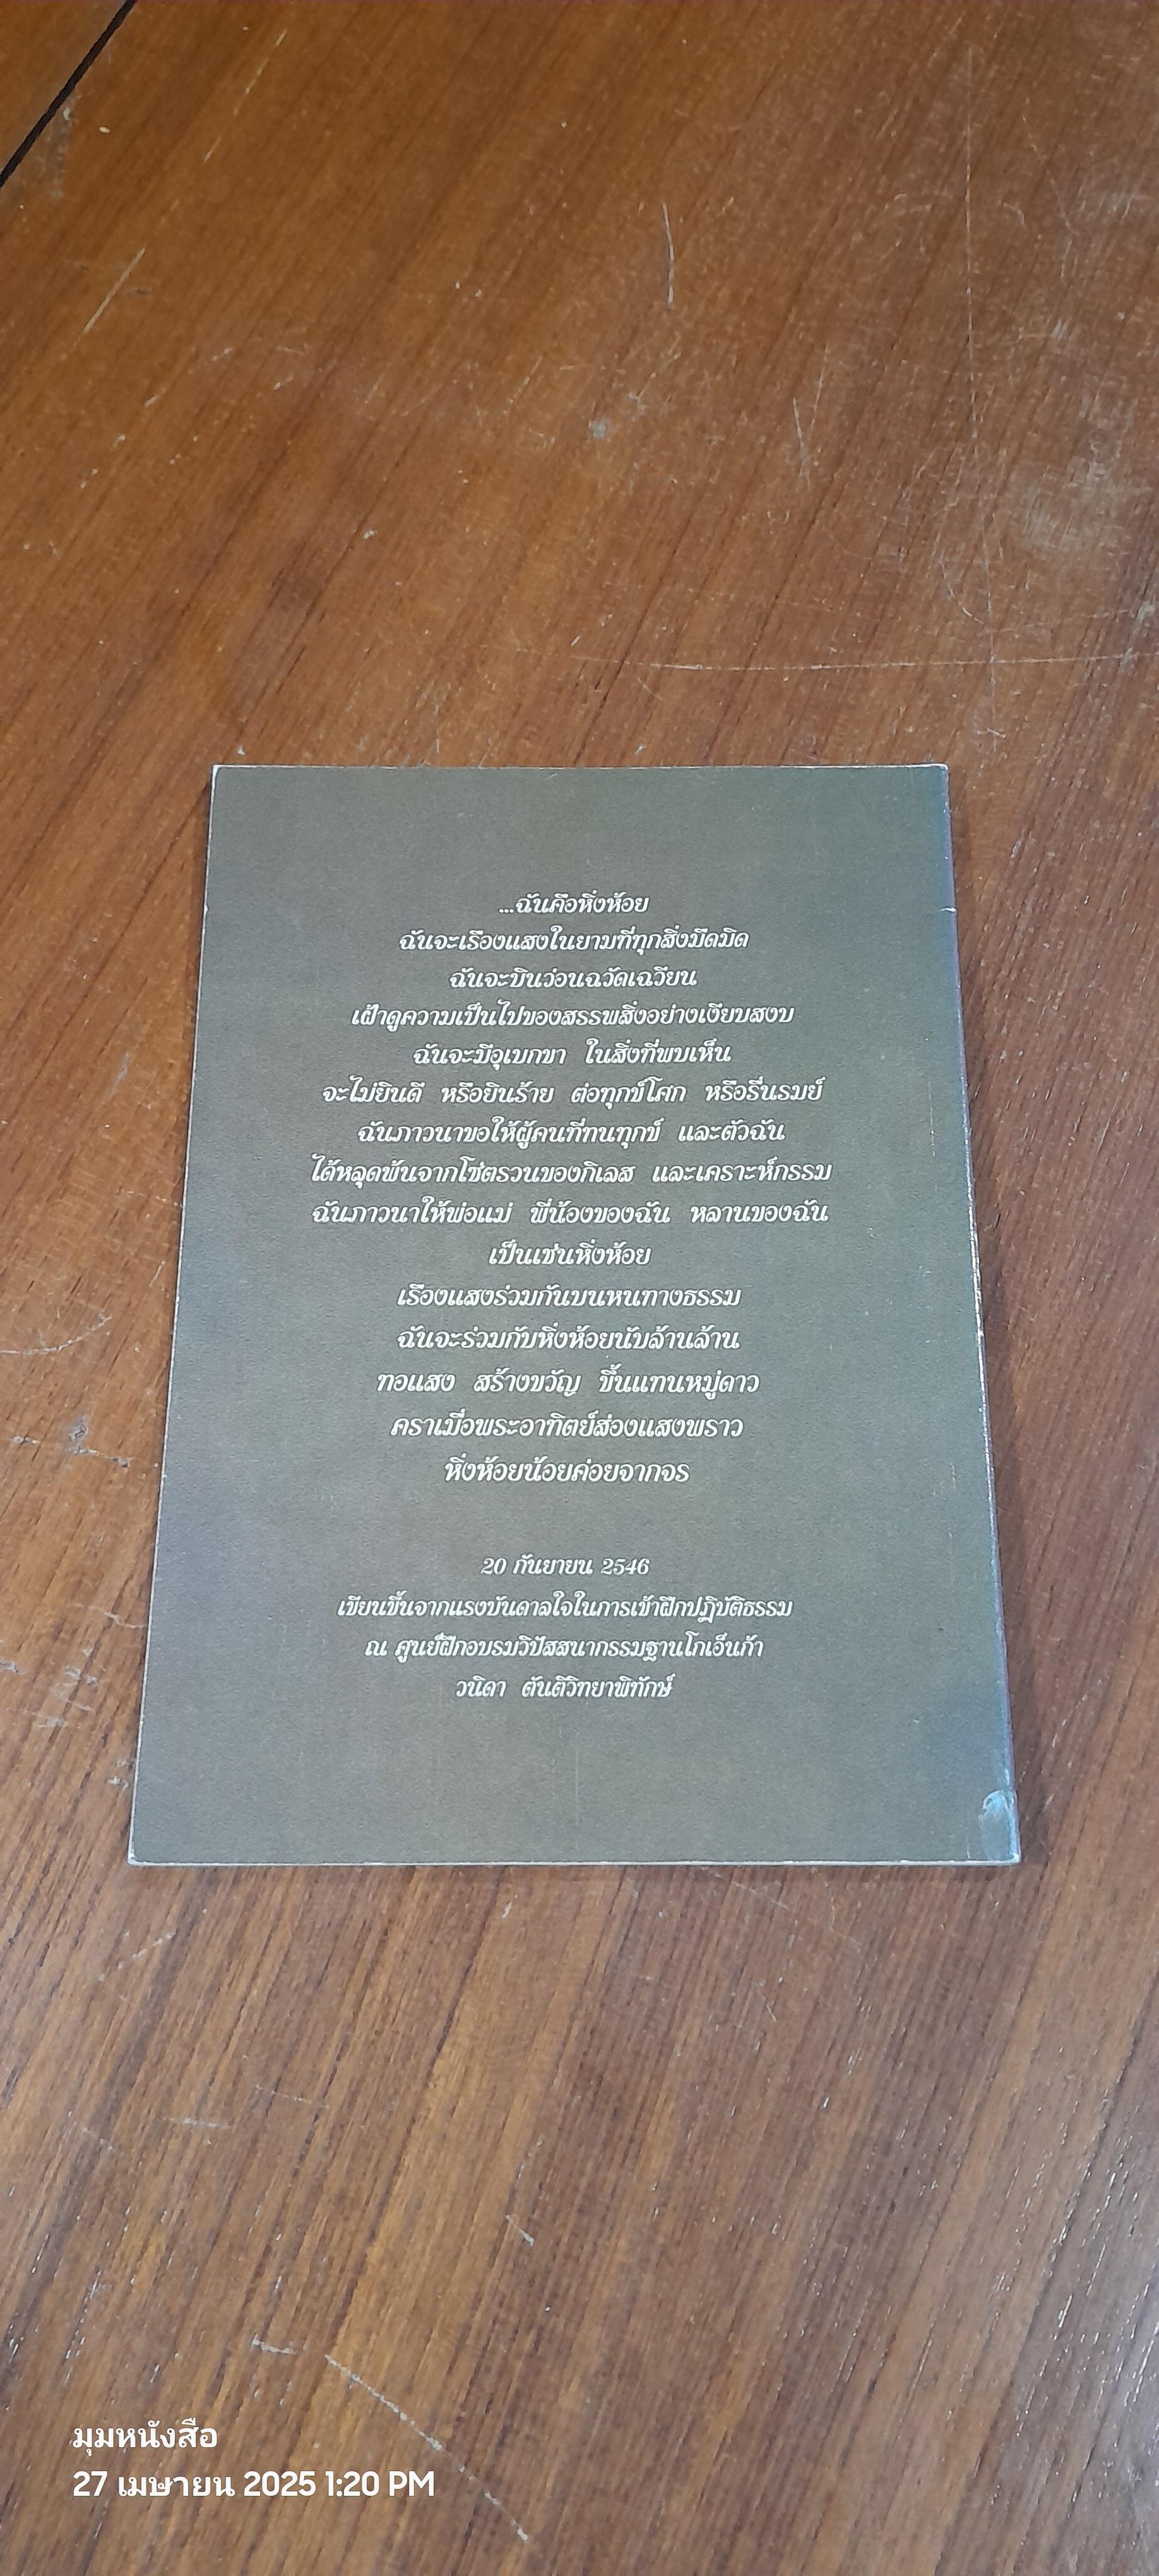 ...ฉันคือหิ่งห้อย
ฉันจะเรืองแสงในยามที่ทุกสิ่งมืดมิด
ฉันจะบินว่อนฉวัดเฉวียน
เฝ้าดูความเป็นไปของสรรพสิ่งอย่างเงียบสงบ
ฉันจะมีอุเบกขา ในสิ่งที่พบเห็น
จะไม่ยินดี หรือยินร้าย ต่อทุกข์โศก หรือรื่นรมย์
ฉันภาวนาขอให้ผู้คนที่ทนทุกข์ และตัวฉัน
ได้หลุดพ้นจากโซ่ตรวนของกิเลส และเคราะห์กรรม
ฉันภาวนาให้พ่อแม่ พี่น้องของฉัน หลานของฉัน
เป็นเช่นหิ่งห้อย
เรืองแสงร่วมกันบนหนทางธรรม
ฉันจะร่วมกับหิ่งห้อยนับล้านล้าน
ทอแสง สร้างขวัญ ขึ้นแทนหมู่ดาว
คราเมื่อพระอาทิตย์ส่องแสงพราว
หิ่งห้อยน้อยค่อยจากจร
20 กันยายน 2546
เขียนขึ้นจากแรงบันดาลใจในการเข้าฝึกปฏิบัติธรรม
ณ ศูนย์ฝึกอบรมวิปัสสนากรรมฐานโกเอ็นก้า
วนิดา ตันติวิทยาพิทักษ์
มุมหนังสือ
27 เมษายน 2025 1:20 PM